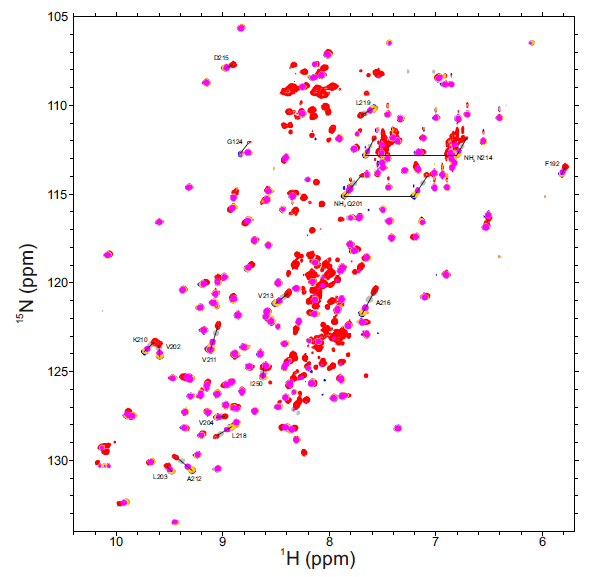 105
D215
110
L219
G124
NH₂ N214
F192
115
NH₂ Q201
¹⁵N (ppm)
120
V213
A216
K210
V202
V211
125
I250
V204
L218
130
L203
A212
10
9
8
7
6
¹H (ppm)